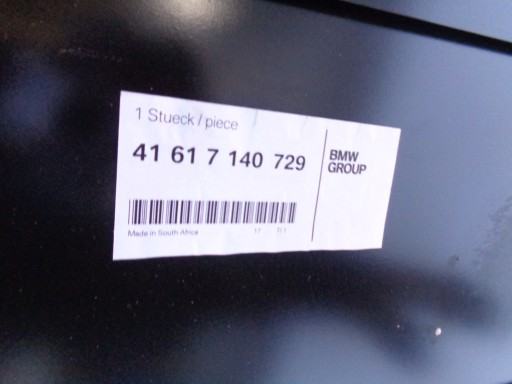 1 Stueck / piece
41 61 7 140 729
BMW
GROUP
Made in South Africa